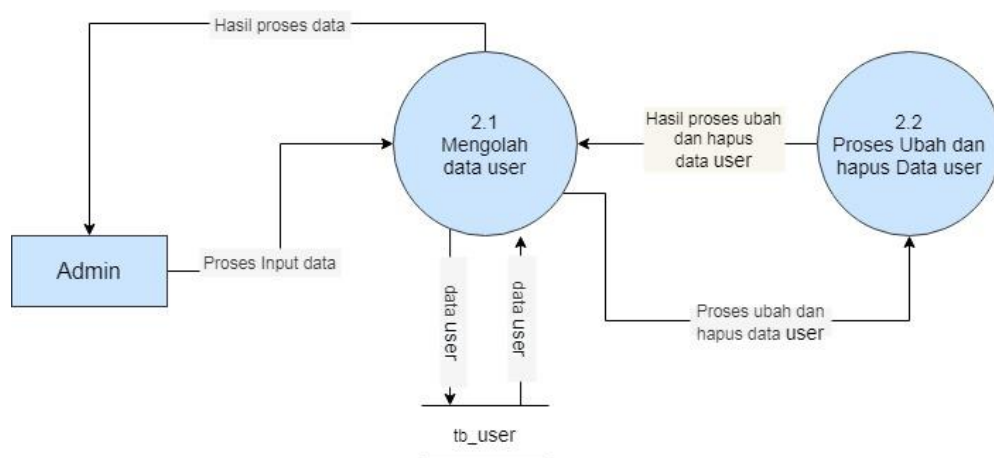 Hasil proses data
2.1
Mengolah
data user
Hasil proses ubah
dan hapus
data user
2.2
Proses Ubah dan
hapus Data user
Admin
Proses Input data
data user
data user
Proses ubah dan
hapus data user
tb_user